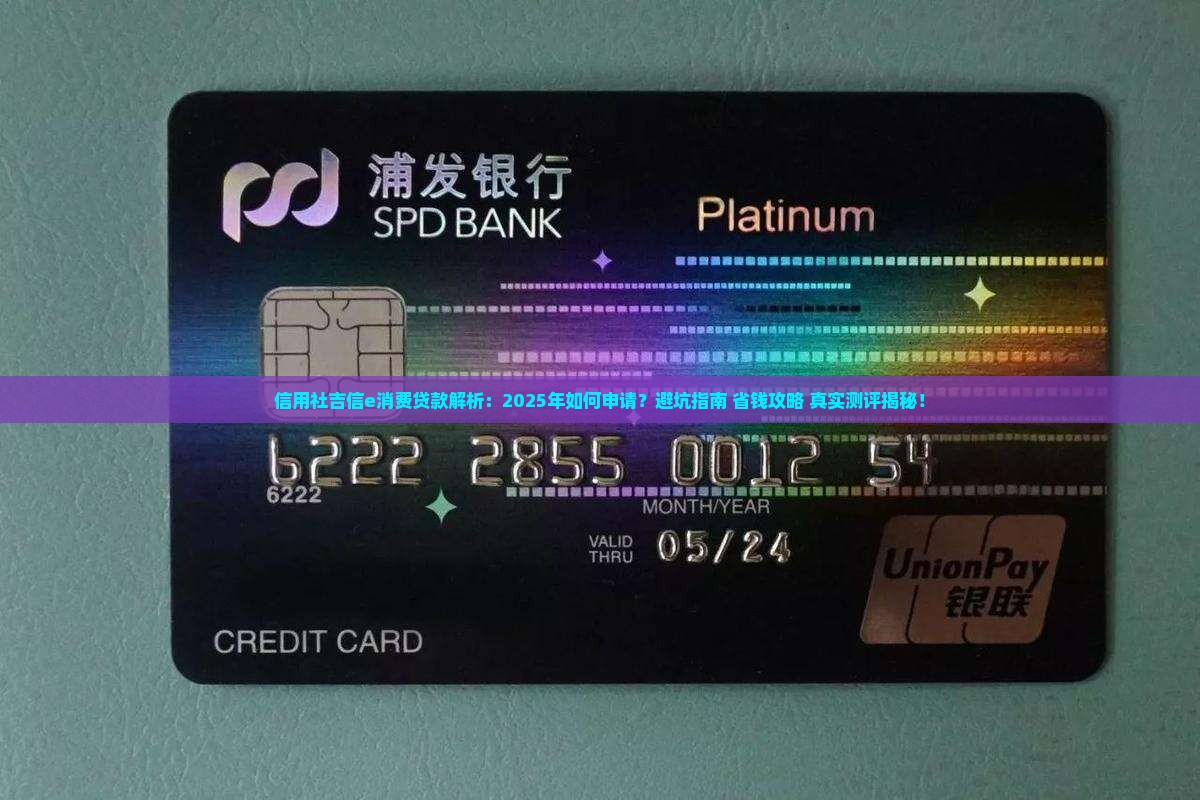 浦发银行
SPD BANK
Platinum
信用社吉信e消费贷款解析：2025年如何申请？避坑指南 省钱攻略 真实测评揭秘！
6222 2855 0012 54
6222
MONTH/YEAR
VALID
THRU
05/24
UnionPay
银联
CREDIT CARD